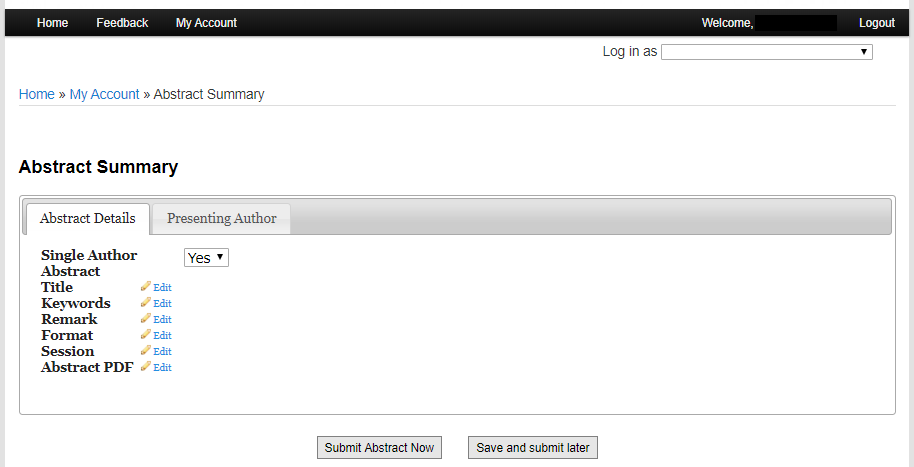 Home Feedback My Account Welcome, Logout
Log in as
Home » My Account » Abstract Summary
Abstract Summary
Abstract Details Presenting Author
Single Author Abstract Yes
Title Edit
Keywords Edit
Remark Edit
Format Edit
Session Edit
Abstract PDF Edit
Submit Abstract Now Save and submit later